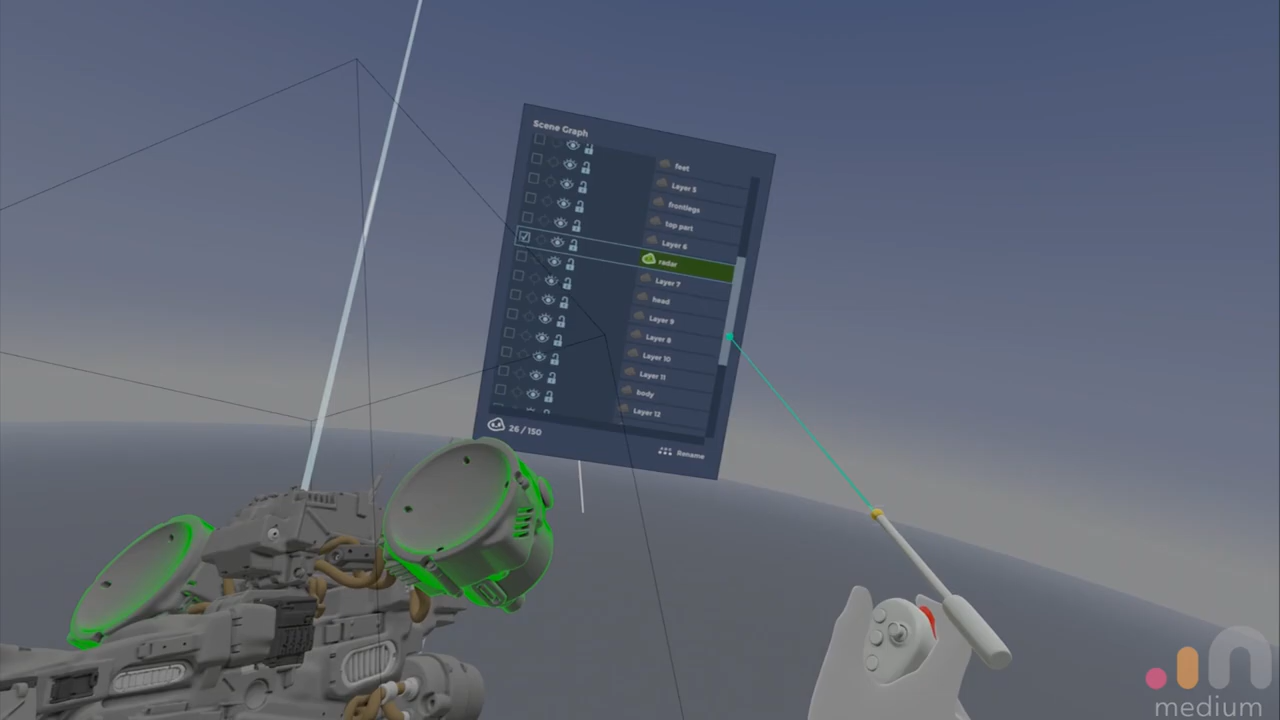 Scene Graph
feet
Layer 5
frontlegs
top part
Layer 6
radar
Layer 7
head
Layer 9
Layer 8
Layer 10
Layer 11
body
Layer 12
26 / 150
Rename
medium